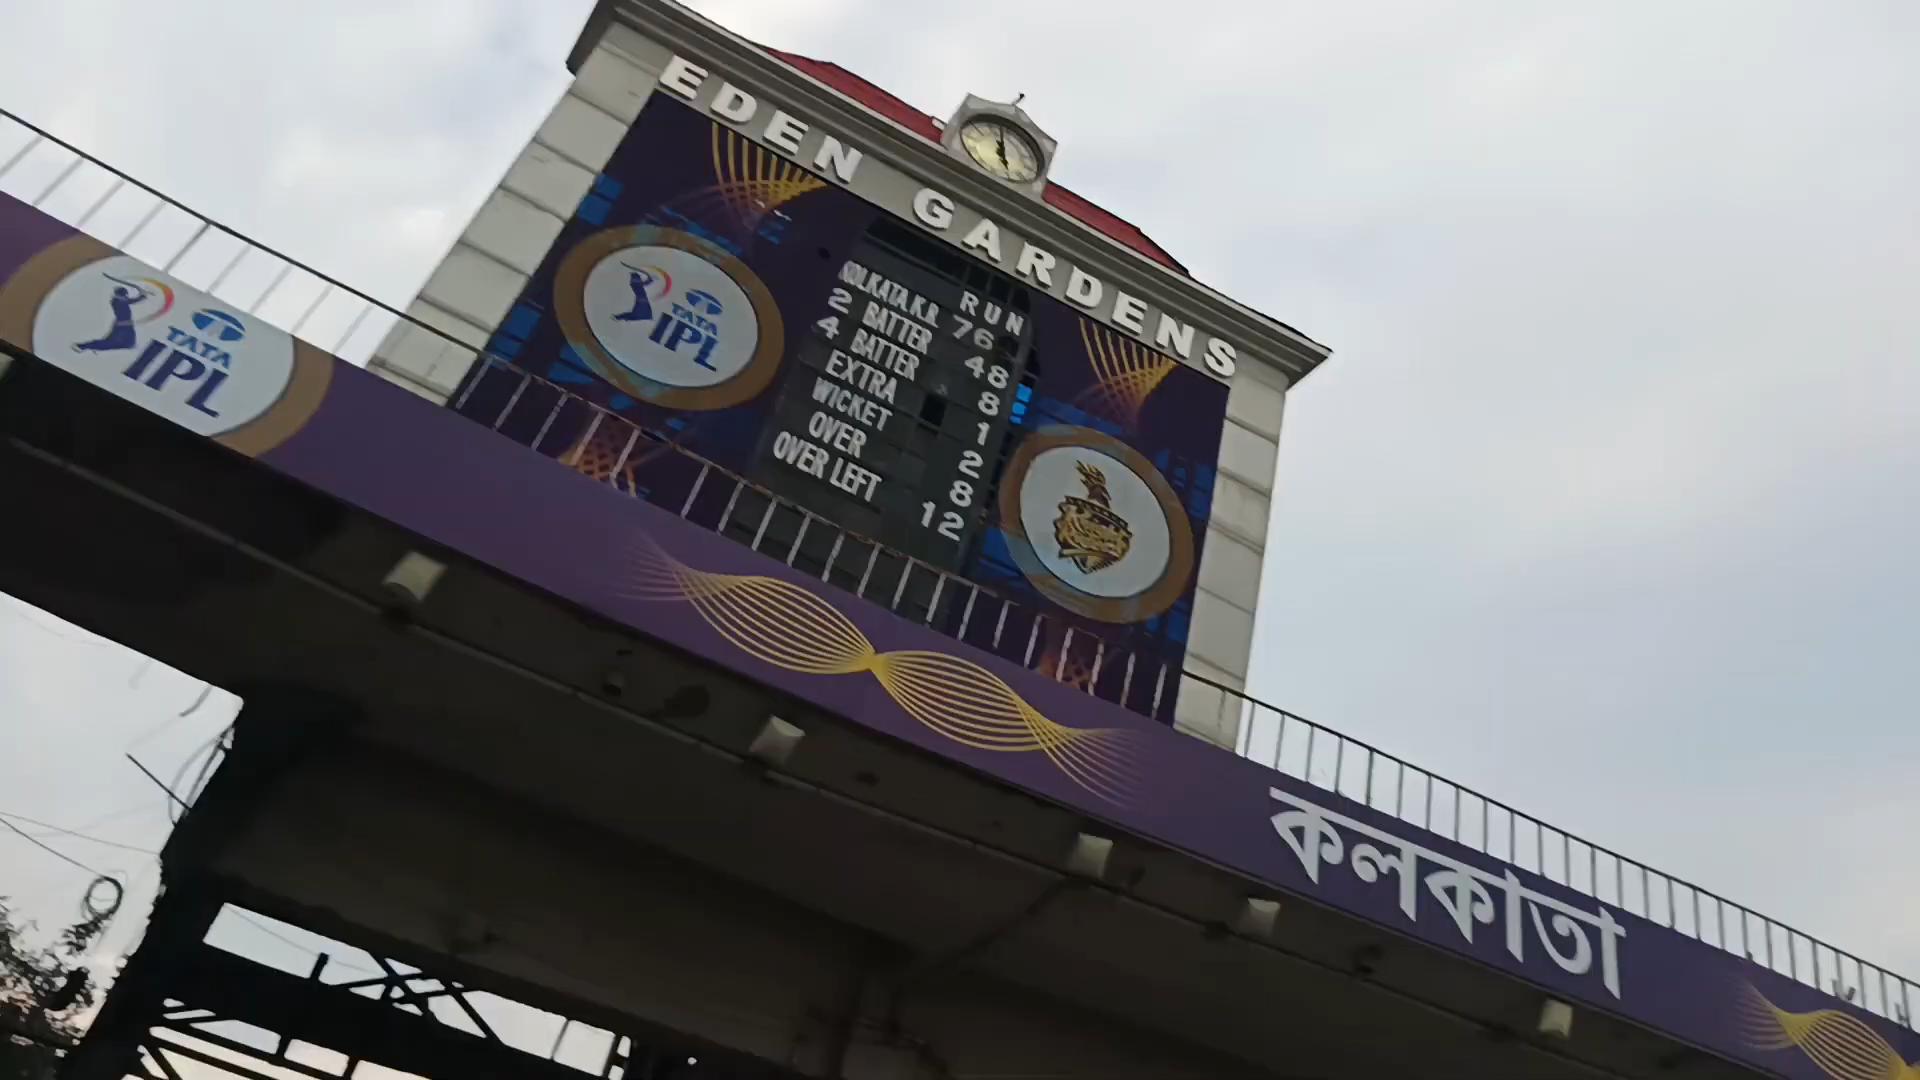 EDEN GARDENS
TATA
IPL
TATA
IPL
RUN
KOLKATA K.R. 76
2 BATTER 48
4 BATTER 8
EXTRA 1
WICKET 2
OVER 8
OVER LEFT 12
কলকাতা